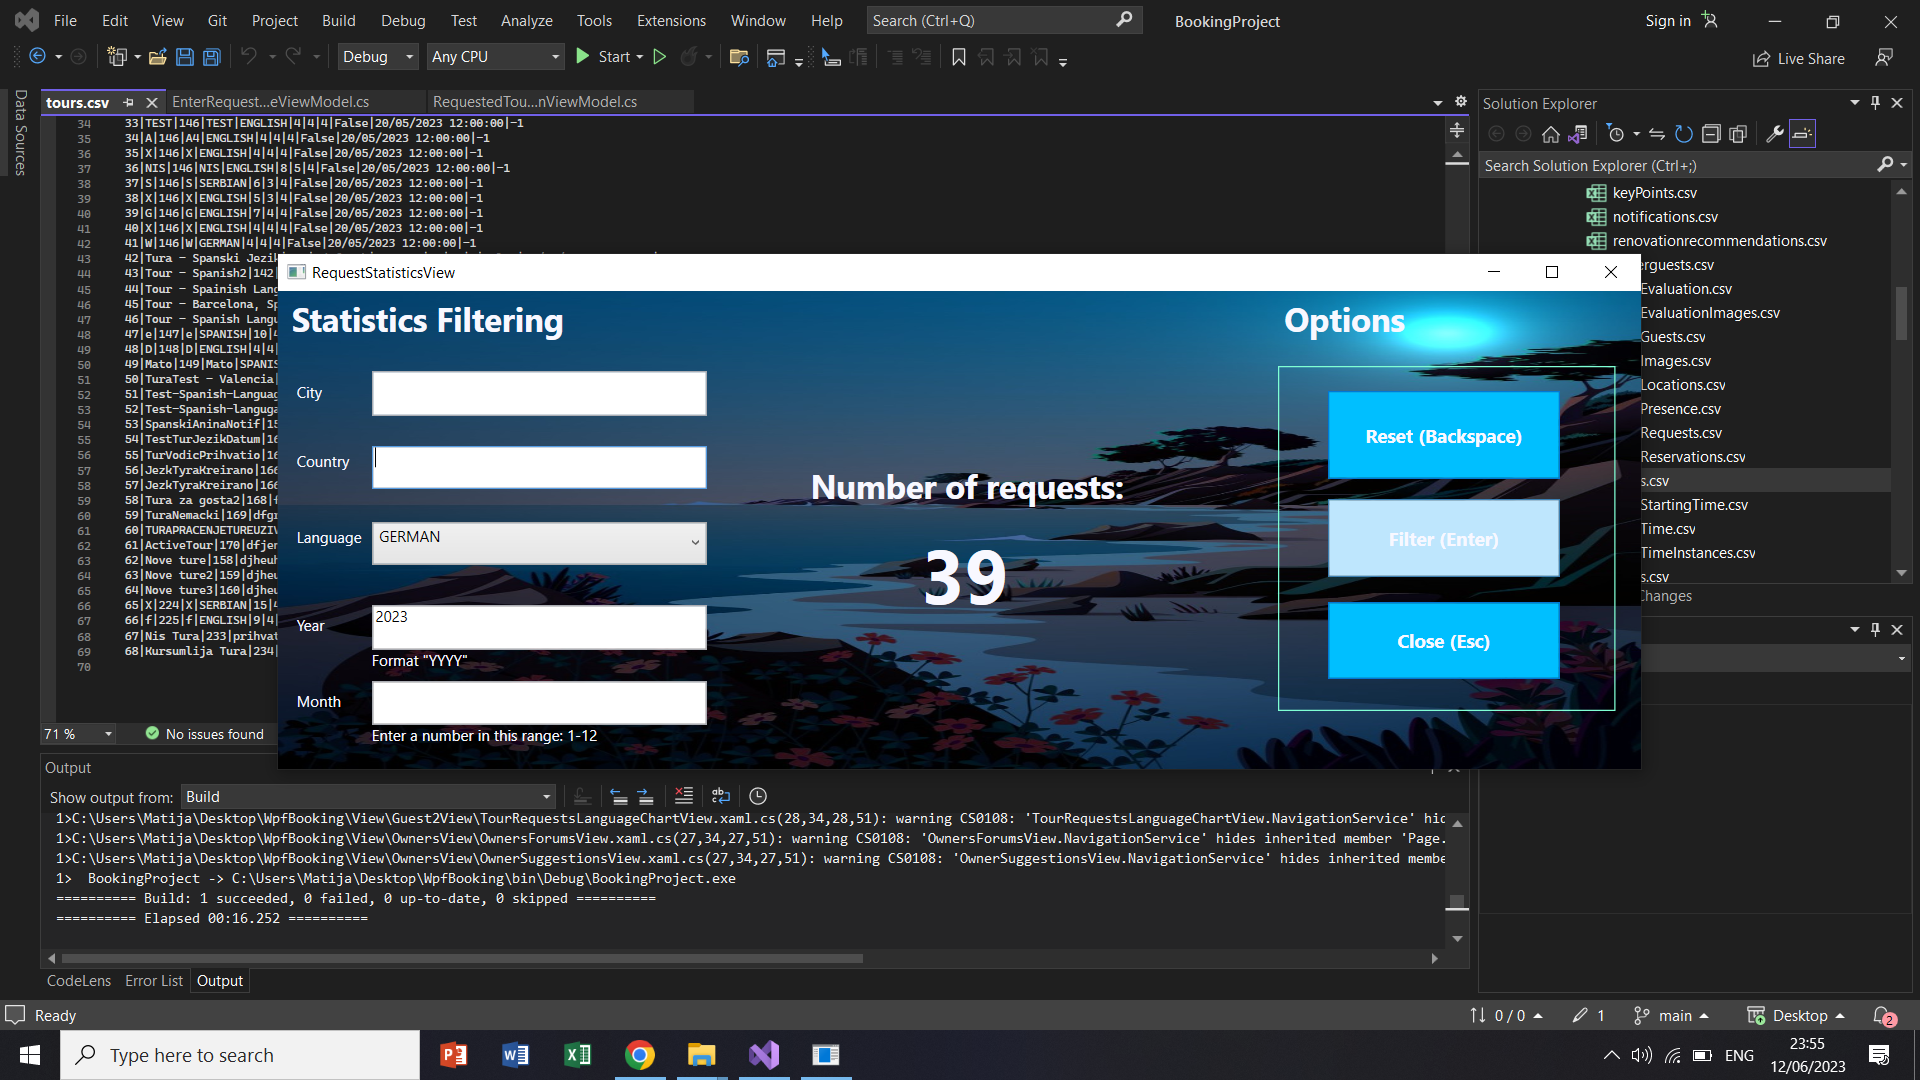 File Edit View Git Project Build Debug Test Analyze Tools Extensions Window Help Search (Ctrl+Q) BookingProject Sign in
Debug Any CPU Start Live Share
Data Sources
tours.csv EnterRequest...eViewModel.cs RequestedTou...nViewModel.cs
34 33|TEST|146|TEST|ENGLISH|4|4|4|False|20/05/2023 12:00:00|-1
35 34|A|146|A4|ENGLISH|4|4|4|False|20/05/2023 12:00:00|-1
36 35|X|146|X|ENGLISH|4|4|4|False|20/05/2023 12:00:00|-1
37 36|NIS|146|NIS|ENGLISH|8|5|4|False|20/05/2023 12:00:00|-1
38 37|S|146|S|SERBIAN|6|3|4|False|20/05/2023 12:00:00|-1
39 38|X|146|X|ENGLISH|5|3|4|False|20/05/2023 12:00:00|-1
40 39|G|146|G|ENGLISH|7|4|4|False|20/05/2023 12:00:00|-1
41 40|X|146|X|ENGLISH|4|4|4|False|20/05/2023 12:00:00|-1
42 41|W|146|W|GERMAN|4|4|4|False|20/05/2023 12:00:00|-1
43 42|Tura - Spanski Jezik
44 43|Tour - Spanish2|142|
45 44|Tour - Spainish Lang
46 45|Tour - Barcelona, Sp
47 46|Tour - Spanish Langu
48 47|e|147|e|SPANISH|10|4
49 48|D|148|D|ENGLISH|4|4|
50 49|Mato|149|Mato|SPANIS
51 50|TuraTest - Valencia|
52 51|Test-Spanish-Languag
53 52|Test-Spanish-languga
54 53|SpanskiAninaNotif|15
55 54|TestTurJezikDatum|16
56 55|TurVodicPrihvatio|16
57 56|JezkTyraKreirano|166
58 57|JezkTyraKreirano|16
59 58|Tura za gosta2|168|f
60 59|TuraNemacki|169|dfgr
61 60|TURAPRACENJETUREUZIV
62 61|ActiveTour|170|dfjer
63 62|Nove ture|158|djheuh
64 63|Nove ture2|159|djheu
65 64|Nove ture3|160|djheu
66 65|X|224|X|SERBIAN|15|4
67 66|f|225|f|ENGLISH|9|4|
68 67|Nis Tura|233|prihvat
69 68|Kursumlija Tura|234|
70
71 % No issues found
RequestStatisticsView
Statistics Filtering
City
Country
Language GERMAN
Year 2023
Format "YYYY"
Month
Enter a number in this range: 1-12
Number of requests:
39
Options
Reset (Backspace)
Filter (Enter)
Close (Esc)
Solution Explorer
Search Solution Explorer (Ctrl+;)
keyPoints.csv
notifications.csv
renovationrecommendations.csv
erguests.csv
Evaluation.csv
EvaluationImages.csv
Guests.csv
Images.csv
Locations.csv
Presence.csv
Requests.csv
Reservations.csv
s.csv
StartingTime.csv
Time.csv
TimeInstances.csv
s.csv
Changes
Output
Show output from: Build
1>C:\Users\Matija\Desktop\WpfBooking\View\Guest2View\TourRequestsLanguageChartView.xaml.cs(28,34,28,51): warning CS0108: 'TourRequestsLanguageChartView.NavigationService' hid
1>C:\Users\Matija\Desktop\WpfBooking\View\OwnersView\OwnersForumsView.xaml.cs(27,34,27,51): warning CS0108: 'OwnersForumsView.NavigationService' hides inherited member 'Page.
1>C:\Users\Matija\Desktop\WpfBooking\View\OwnersView\OwnerSuggestionsView.xaml.cs(27,34,27,51): warning CS0108: 'OwnerSuggestionsView.NavigationService' hides inherited membe
1> BookingProject -> C:\Users\Matija\Desktop\WpfBooking\bin\Debug\BookingProject.exe
========== Build: 1 succeeded, 0 failed, 0 up-to-date, 0 skipped ==========
========== Elapsed 00:16.252 ==========
CodeLens Error List Output
Ready 0 / 0 1 main Desktop 2
Type here to search ENG 23:55
12/06/2023